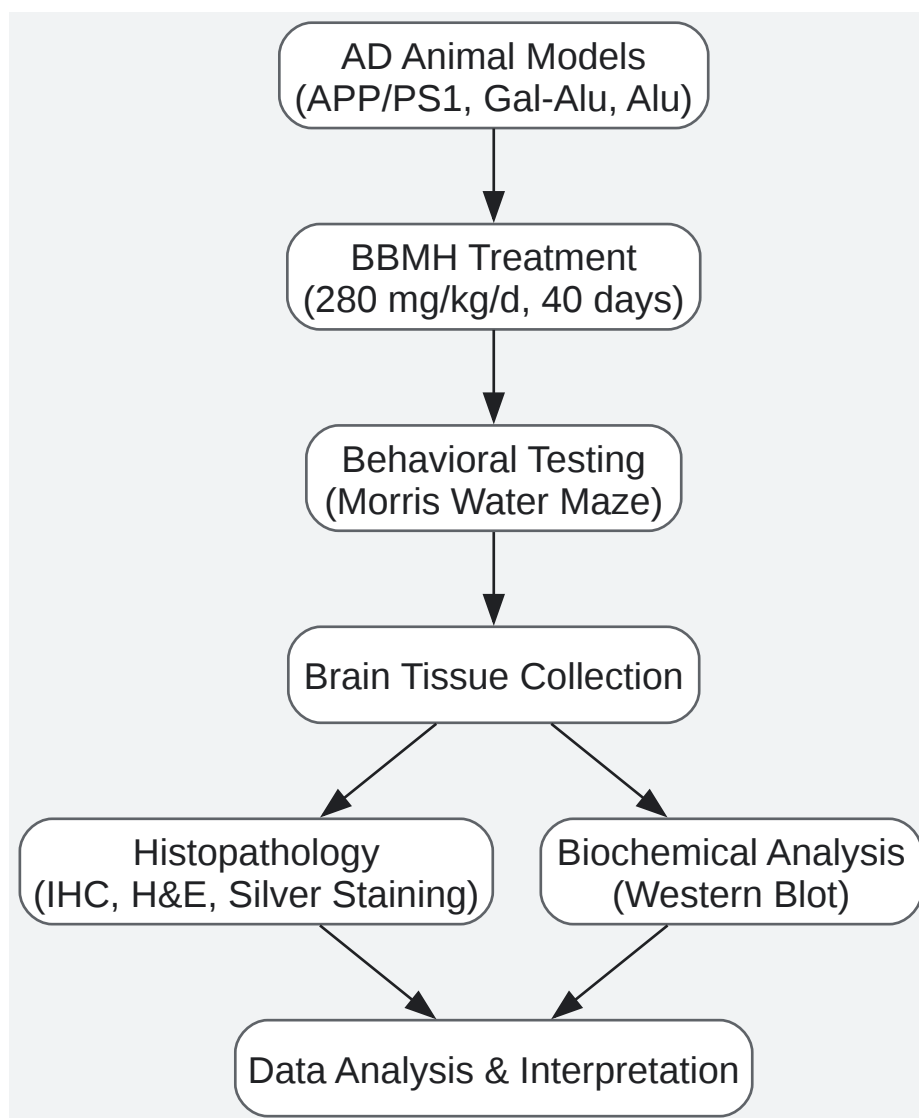 AD Animal Models
(APP/PS1, Gal-Alu, Alu)
BBMH Treatment
(280 mg/kg/d, 40 days)
Behavioral Testing
(Morris Water Maze)
Brain Tissue Collection
Histopathology
(IHC, H&E, Silver Staining)
Biochemical Analysis
(Western Blot)
Data Analysis & Interpretation